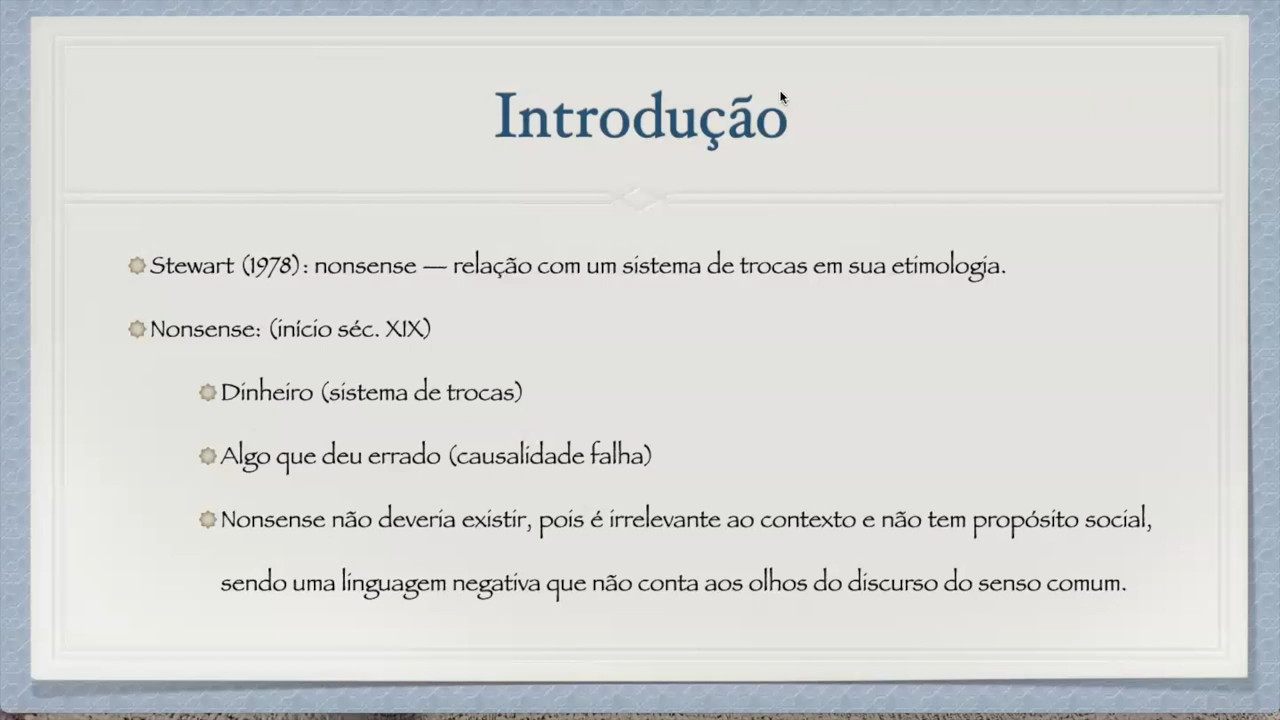 Introdução
Stewart (1978): nonsense — relação com um sistema de trocas em sua etimologia.
Nonsense: (início séc. XIX)
Dinheiro (sistema de trocas)
Algo que deu errado (causalidade falha)
Nonsense não deveria existir, pois é irrelevante ao contexto e não tem propósito social,
sendo uma linguagem negativa que não conta aos olhos do discurso do senso comum.